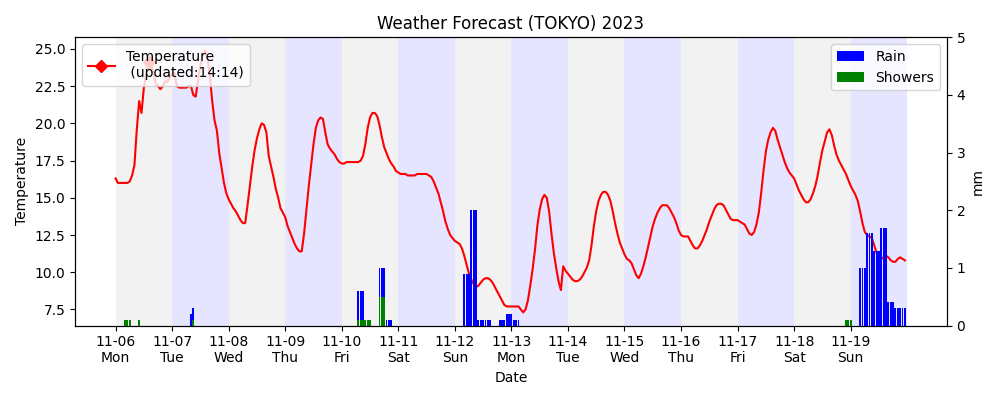 Weather Forecast (TOKYO) 2023
Temperature
(updated:14:14)
Rain
Showers
Temperature
25.0
22.5
20.0
17.5
15.0
12.5
10.0
7.5
5
4
3
2
1
0
mm
11-06 11-07 11-08 11-09 11-10 11-11 11-12 11-13 11-14 11-15 11-16 11-17 11-18 11-19
Mon Tue Wed Thu Fri Sat Sun Mon Tue Wed Thu Fri Sat Sun
Date